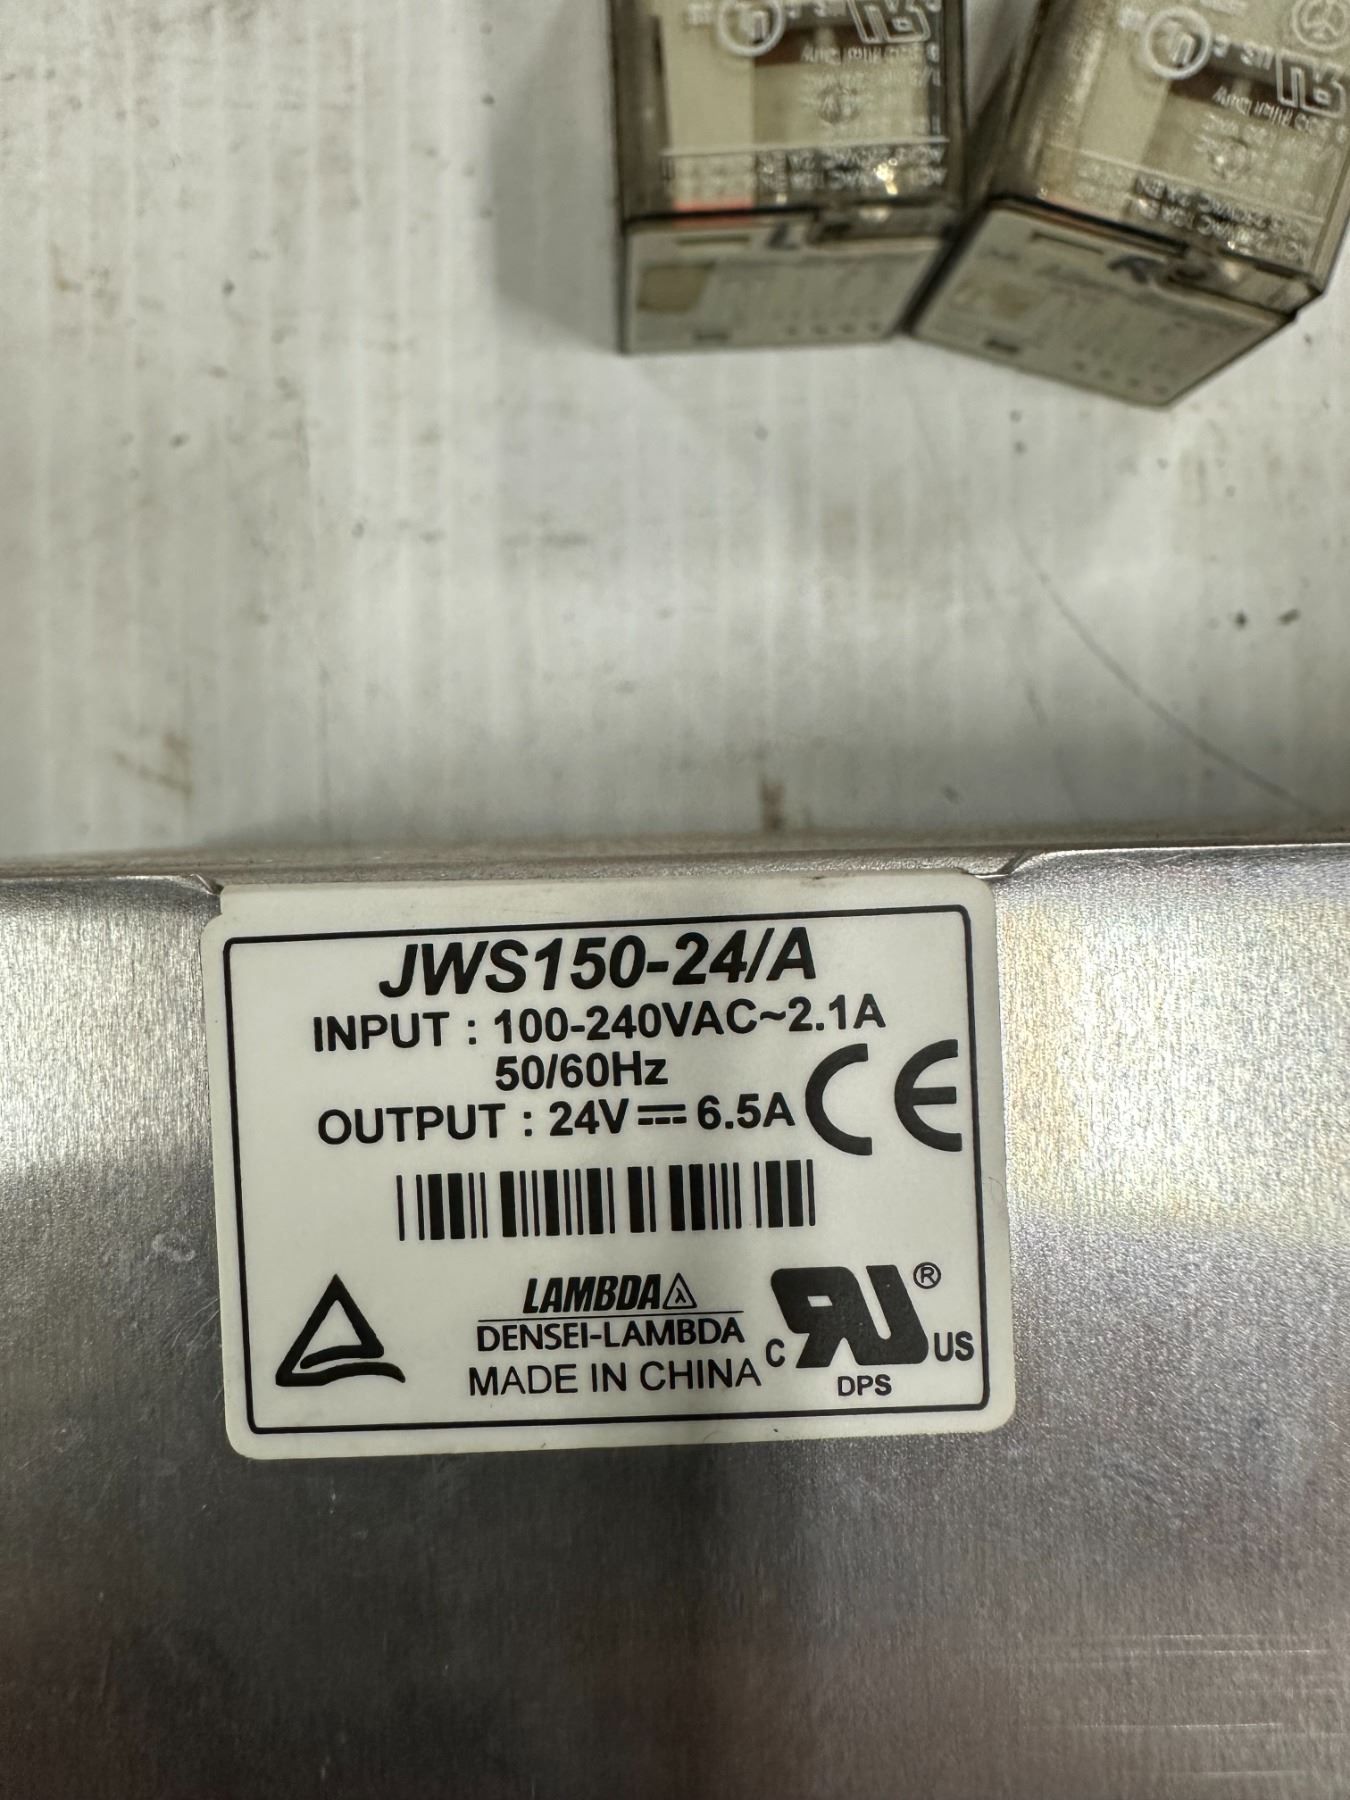 JWS150-24/A
INPUT : 100-240VAC~2.1A
50/60Hz
OUTPUT : 24V⎓6.5A
CE
LAMBDA
DENSEI-LAMBDA
MADE IN CHINA
C RU ® US
DPS